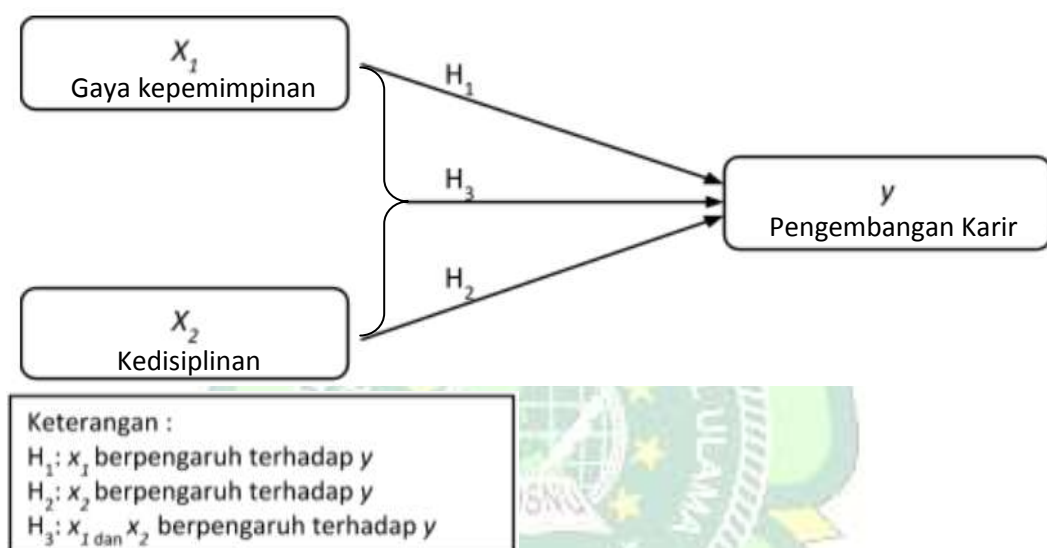 X₁
Gaya kepemimpinan
H₁
H₃
y
Pengembangan Karir
H₂
X₂
Kedisiplinan
Keterangan :
H₁: x₁ berpengaruh terhadap y
H₂: x₂ berpengaruh terhadap y
H₃: x₁ dan x₂ berpengaruh terhadap y
ULAMA